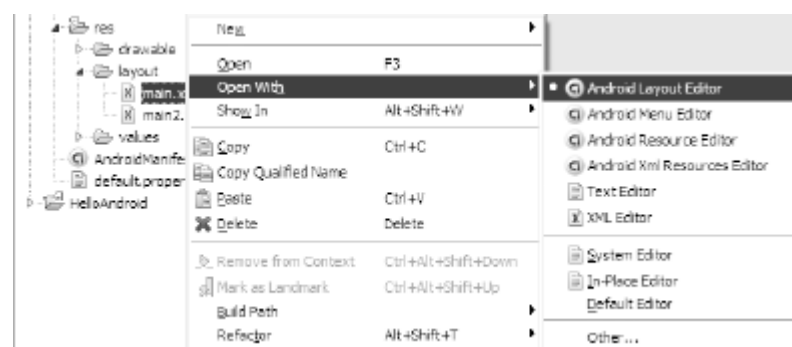 res
drawable
layout
main.x
main2.
values
AndroidManife
default.proper
HelloAndroid
New
Open F3
Open With
Show In Alt+Shift+W
Copy Ctrl+C
Copy Qualified Name
Paste Ctrl+V
Delete Delete
Remove from Context Ctrl+Alt+Shift+Down
Mark as Landmark Ctrl+Alt+Shift+Up
Build Path
Refactor Alt+Shift+T
Android Layout Editor
Android Menu Editor
Android Resource Editor
Android Xml Resources Editor
Text Editor
XML Editor
System Editor
In-Place Editor
Default Editor
Other...